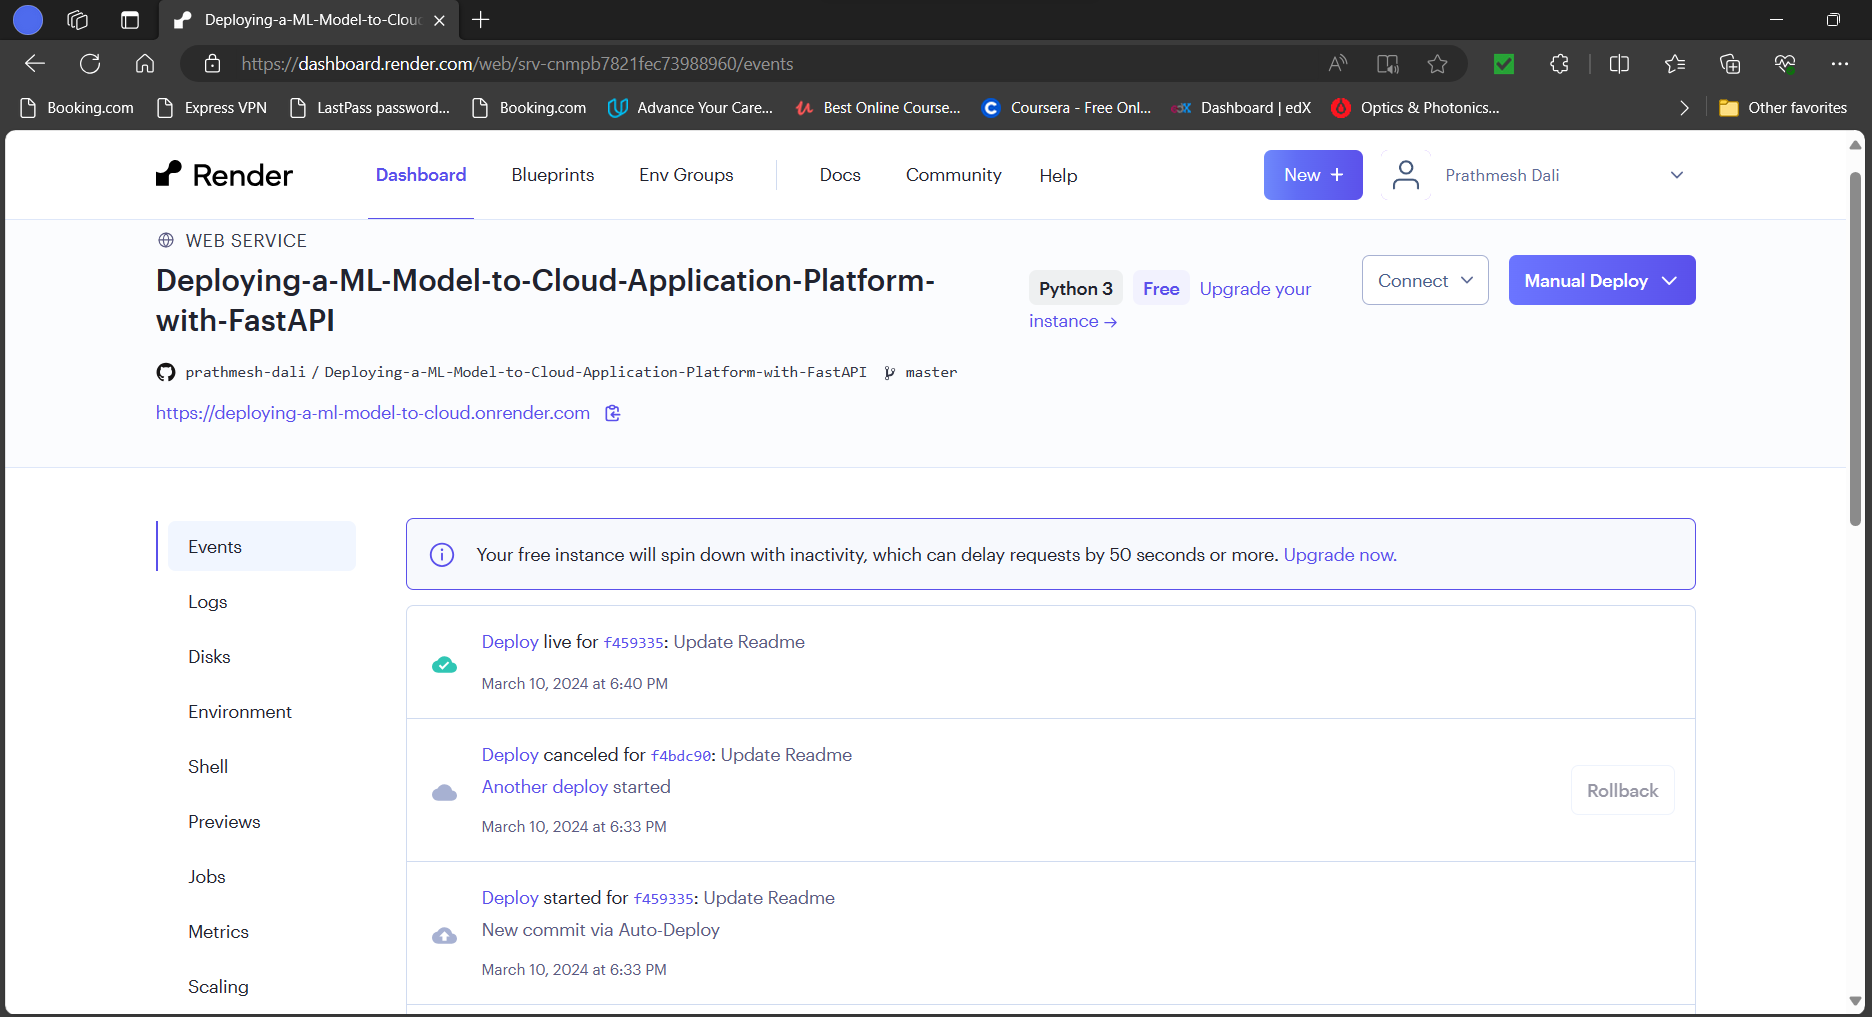 Deploying-a-ML-Model-to-Clou
https://dashboard.render.com/web/srv-cnmpb7821fec73988960/events
Booking.com Express VPN LastPass password... Booking.com Advance Your Care... Best Online Course... Coursera - Free Onl... Dashboard | edX Optics & Photonics... Other favorites
Render Dashboard Blueprints Env Groups Docs Community Help New + Prathmesh Dali
WEB SERVICE
Deploying-a-ML-Model-to-Cloud-Application-Platform-
with-FastAPI
Python 3 Free Upgrade your
instance →
Connect Manual Deploy
prathmesh-dali / Deploying-a-ML-Model-to-Cloud-Application-Platform-with-FastAPI master
https://deploying-a-ml-model-to-cloud.onrender.com
Events
Logs
Disks
Environment
Shell
Previews
Jobs
Metrics
Scaling
Your free instance will spin down with inactivity, which can delay requests by 50 seconds or more. Upgrade now.
Deploy live for f459335: Update Readme
March 10, 2024 at 6:40 PM
Deploy canceled for f4bdc90: Update Readme
Another deploy started
March 10, 2024 at 6:33 PM
Rollback
Deploy started for f459335: Update Readme
New commit via Auto-Deploy
March 10, 2024 at 6:33 PM